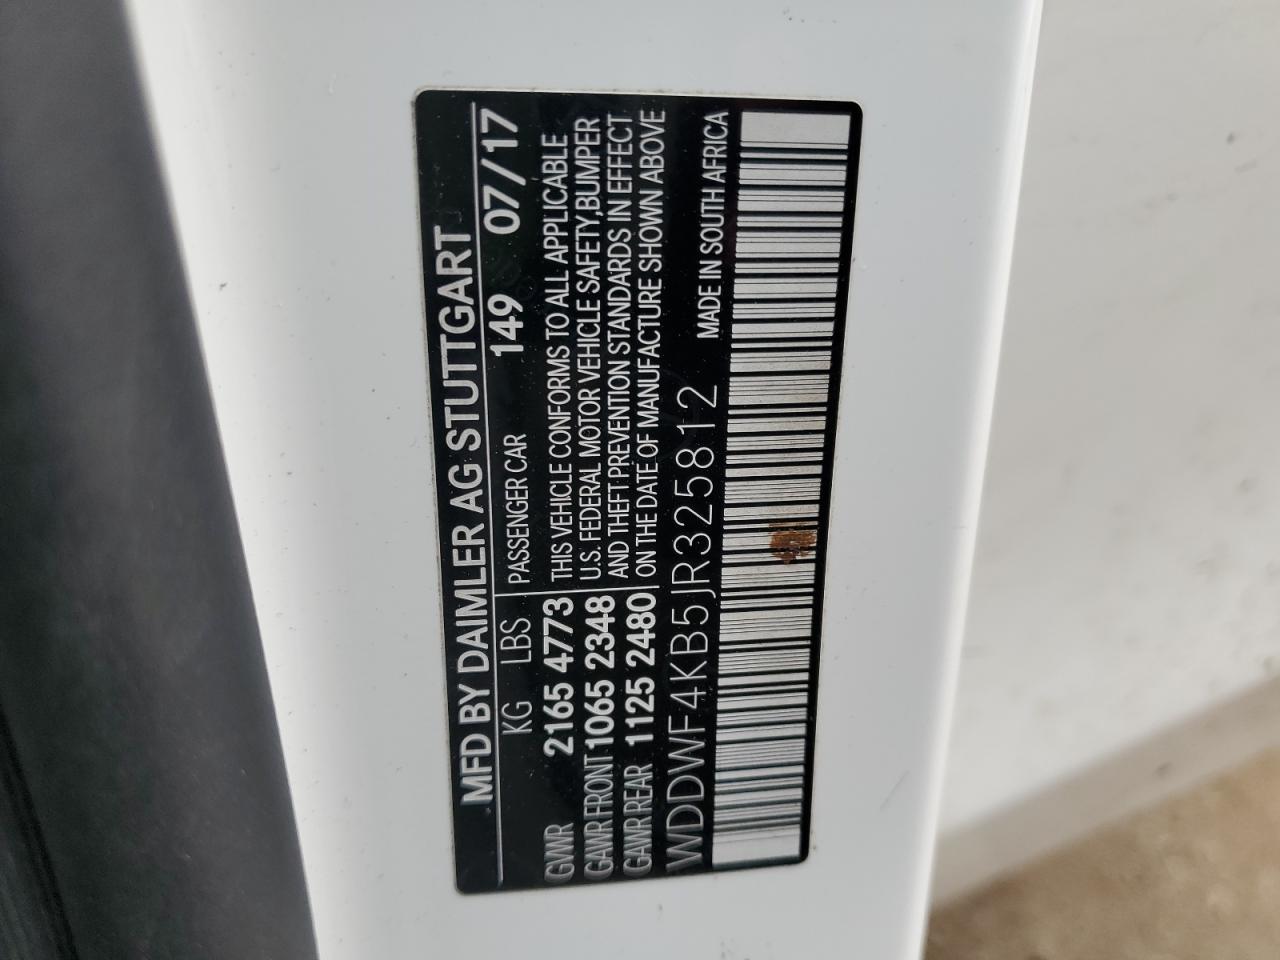 MFD BY DAIMLER AG STUTTGART
KG LBS PASSENGER CAR 149 07/17
GVWR 2165 4773 THIS VEHICLE CONFORMS TO ALL APPLICABLE
GAWR FRONT 1065 2348 U.S. FEDERAL MOTOR VEHICLE SAFETY,BUMPER
AND THEFT PREVENTION STANDARDS IN EFFECT
GAWR REAR 1125 2480 ON THE DATE OF MANUFACTURE SHOWN ABOVE
WDDWF4KB5JR325812 MADE IN SOUTH AFRICA